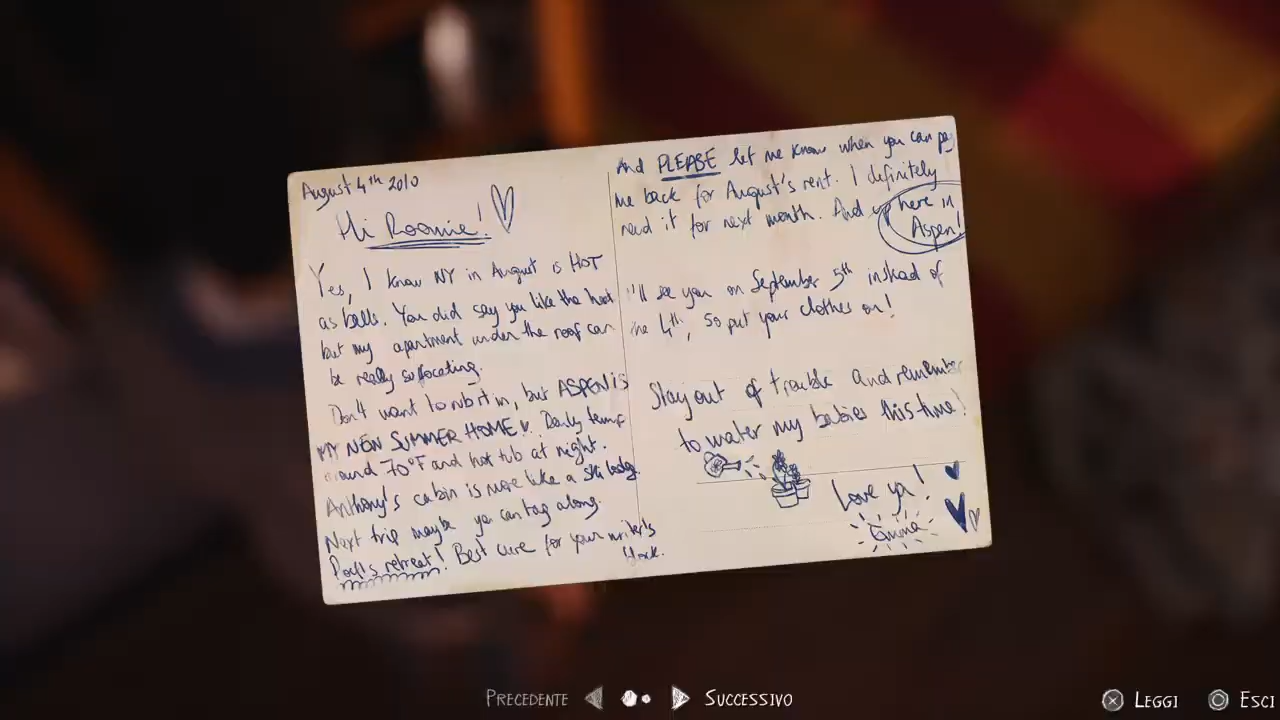 August 4th 2010
Hi Roomie!
Yes, I know NY in August is HOT
as balls. You did say you like the heat
but my apartment under the roof can
be really suffocating.
Don't want to rub it in, but ASPEN is
MY NEW SUMMER HOME. Daily temp
around 70°F and hot tub at night.
Anthony's cabin is more like a ski lodge.
Next trip maybe you can tag along.
Poet's retreat! Best cure for your writer's
block.
And PLEASE let me know when you can pay
me back for August's rent. I definitely
need it for next month. And up here in
Aspen!
I'll see you on September 5th instead of
the 4th, so put your clothes on!
Stay out of trouble and remember
to water my babies this time!
Love ya!
PRECEDENTE
SUCCESSIVO
LEGGI
ESCI